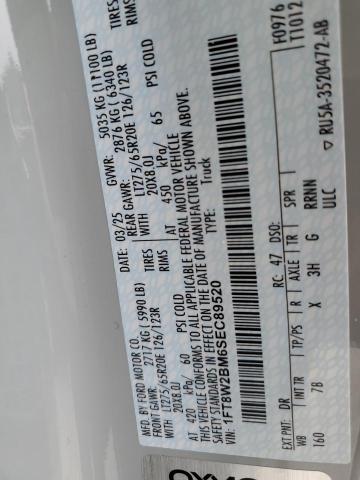 MFD. BY FORD MOTOR CO.
DATE: 03/25 GVWR: 5035 KG (11100 LB)
FRONT GAWR: 2717 KG (5990 LB) REAR GAWR: 2876 KG (6340 LB)
WITH LT275/65R20E 126/123R TIRES WITH LT275/65R20E 126/123R TIRES
20X8.0J RIMS 20X8.0J RIMS
AT 420 kPa/ 60 PSI COLD AT 450 kPa/ 65 PSI COLD
THIS VEHICLE CONFORMS TO ALL APPLICABLE FEDERAL MOTOR VEHICLE
SAFETY STANDARDS IN EFFECT ON THE DATE OF MANUFACTURE SHOWN ABOVE.
VIN: 1FT8W2BM6SEC89520 TYPE: Truck
F0976
T1012
EXT PNT: DR RC: 47 DSO:
WB INT TR TP/PS R AXLE TR SPR
160 7B X 3H G RRNN
ULC ▽ RU5A-3520472-AB